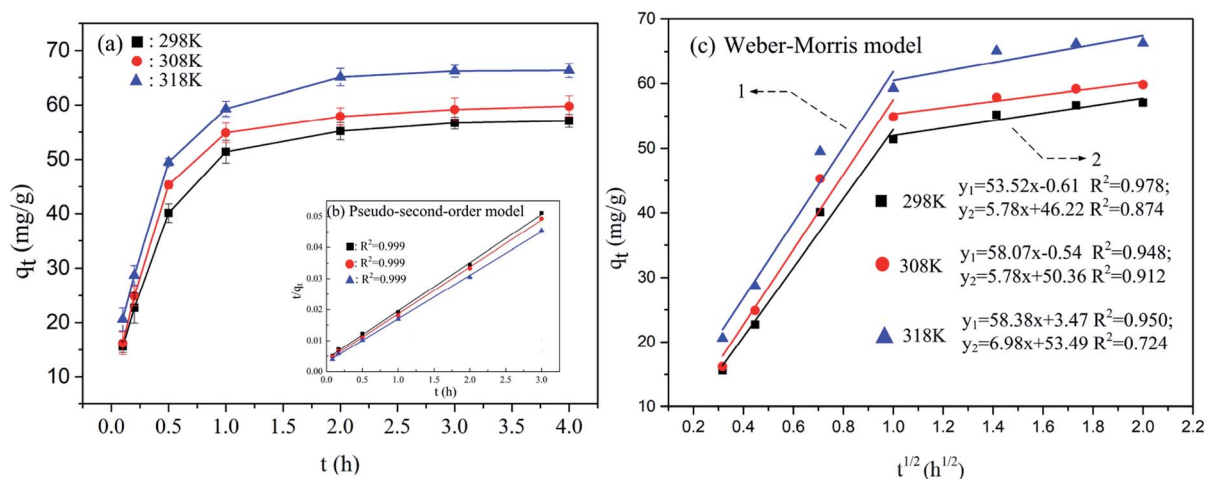 (a)
: 298K
: 308K
: 318K
qt (mg/g)
70
60
50
40
30
20
10
0.0 0.5 1.0 1.5 2.0 2.5 3.0 3.5 4.0
t (h)
(b) Pseudo-second-order model
: R²=0.999
: R²=0.999
: R²=0.999
t/qt
0.05
0.04
0.03
0.02
0.01
0.00
0.0 0.5 1.0 1.5 2.0 2.5 3.0
t (h)
(c) Weber-Morris model
1
2
298K
y₁=53.52x-0.61 R²=0.978;
y₂=5.78x+46.22 R²=0.874
308K
y₁=58.07x-0.54 R²=0.948;
y₂=5.78x+50.36 R²=0.912
318K
y₁=58.38x+3.47 R²=0.950;
y₂=6.98x+53.49 R²=0.724
qt (mg/g)
70
60
50
40
30
20
10
0.2 0.4 0.6 0.8 1.0 1.2 1.4 1.6 1.8 2.0 2.2
t¹/² (h¹/²)